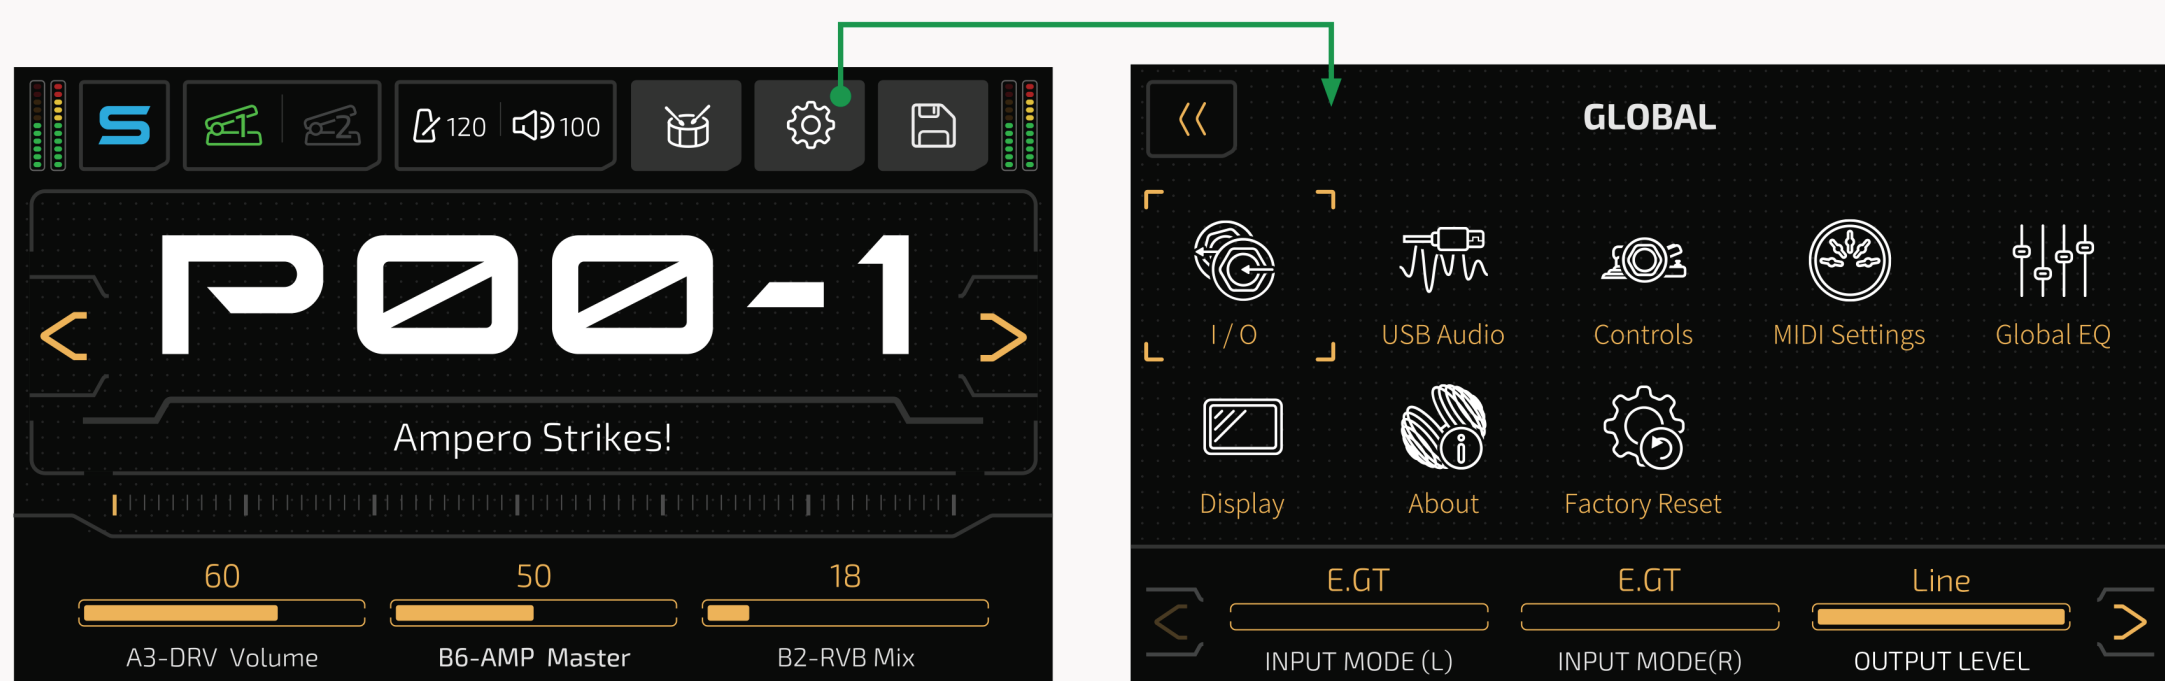 S 1 2 120 100
P00-1
Ampero Strikes!
60 50 18
A3-DRV Volume B6-AMP Master B2-RVB Mix
GLOBAL
I / O USB Audio Controls MIDI Settings Global EQ
Display About Factory Reset
E.GT E.GT Line
INPUT MODE (L) INPUT MODE(R) OUTPUT LEVEL